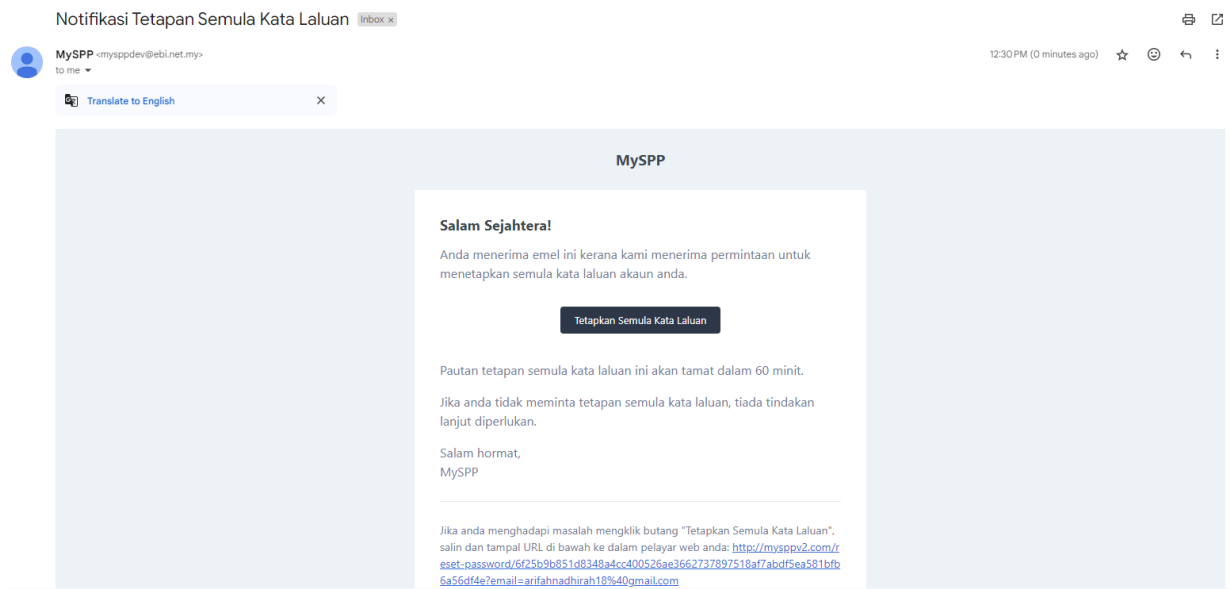 Notifikasi Tetapan Semula Kata Laluan Inbox x
MySPP <mysppdev@ebi.net.my>
12:30 PM (0 minutes ago)
to me
Translate to English
MySPP
Salam Sejahtera!
Anda menerima emel ini kerana kami menerima permintaan untuk
menetapkan semula kata laluan akaun anda.
Tetapkan Semula Kata Laluan
Pautan tetapan semula kata laluan ini akan tamat dalam 60 minit.
Jika anda tidak meminta tetapan semula kata laluan, tiada tindakan
lanjut diperlukan.
Salam hormat,
MySPP
Jika anda menghadapi masalah mengklik butang "Tetapkan Semula Kata Laluan",
salin dan tampal URL di bawah ke dalam pelayar web anda: http://mysppv2.com/r
eset-password/6f25b9b851d8348a4cc400526ae3662737897518af7abdf5ea581bfb
6a56df4e?email=arifahnadhirah18%40gmail.com